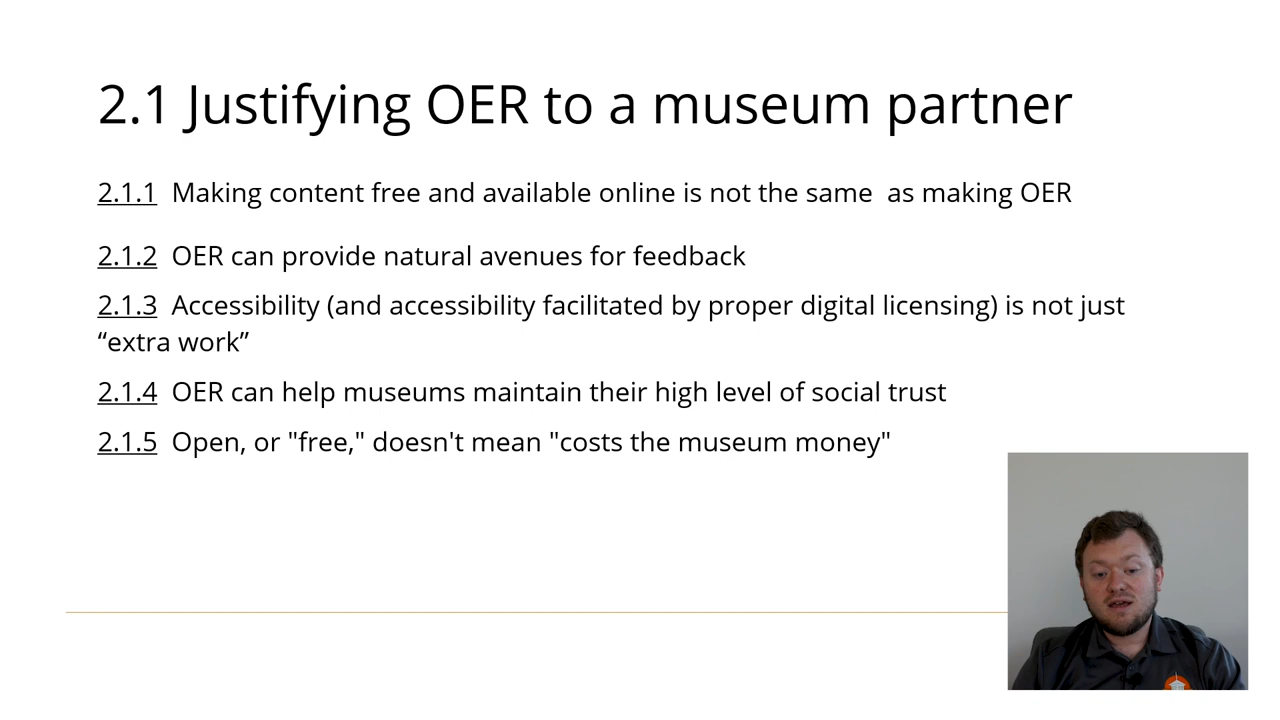 2.1 Justifying OER to a museum partner
2.1.1 Making content free and available online is not the same  as making OER
2.1.2 OER can provide natural avenues for feedback
2.1.3 Accessibility (and accessibility facilitated by proper digital licensing) is not just
“extra work”
2.1.4 OER can help museums maintain their high level of social trust
2.1.5 Open, or "free," doesn't mean "costs the museum money"